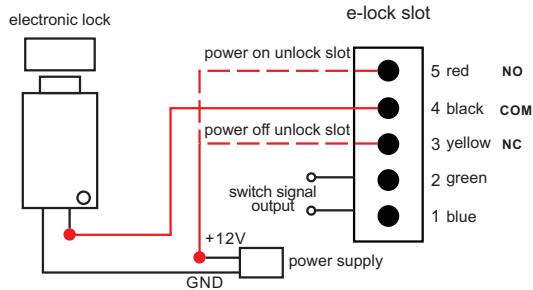 e-lock slot
electronic lock
power on unlock slot
5 red NO
4 black COM
power off unlock slot
3 yellow NC
2 green
switch signal
output
1 blue
+12V
power supply
GND